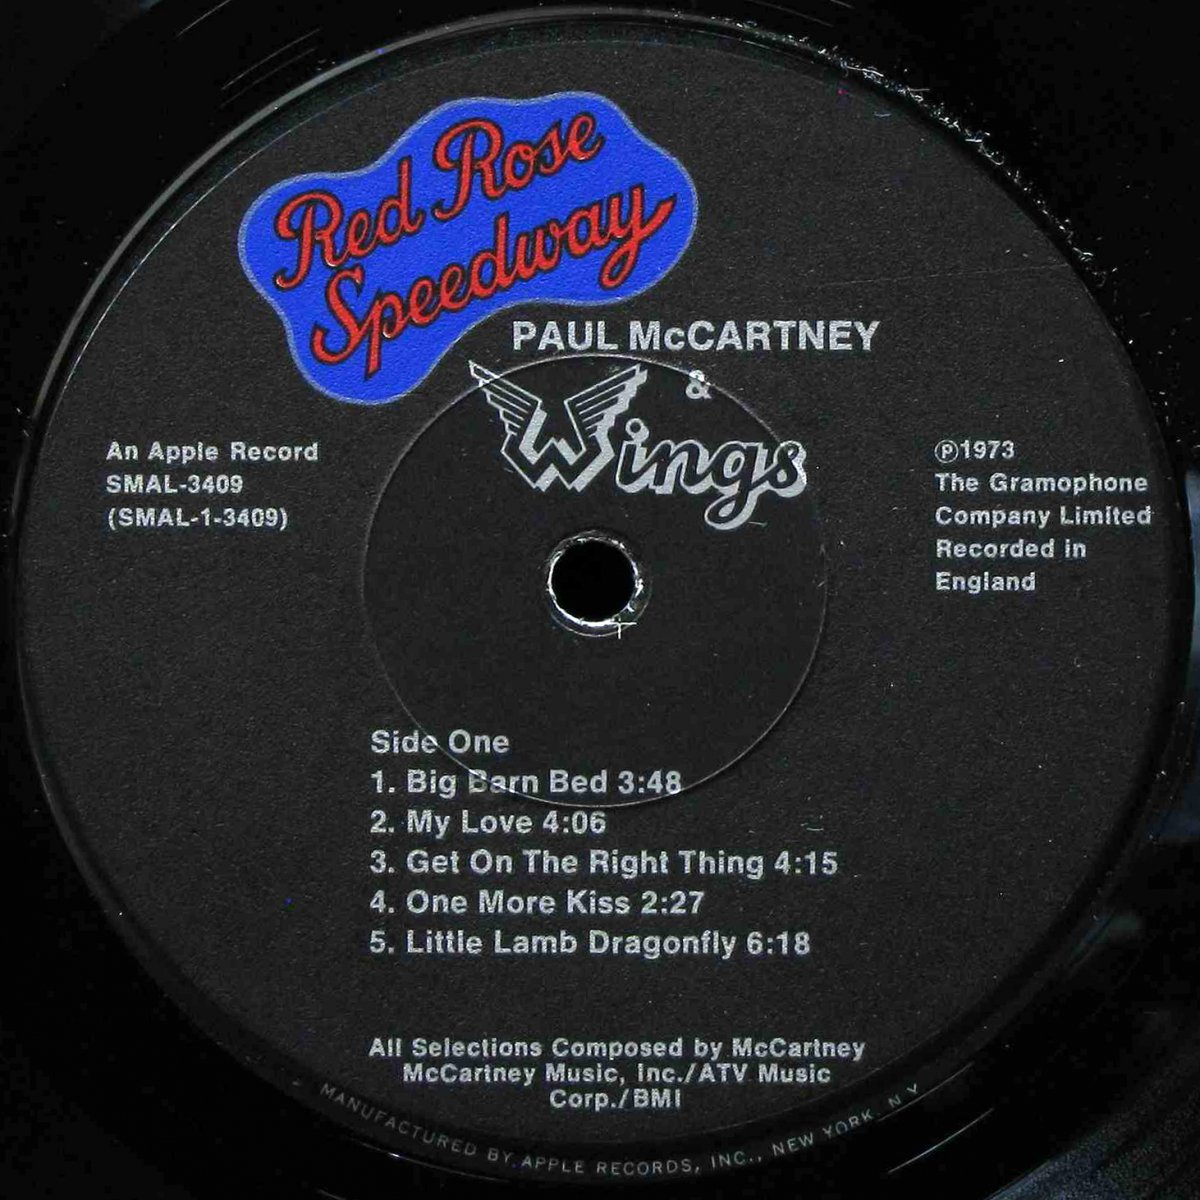 Red Rose
Speedway
PAUL McCARTNEY
&
Wings
An Apple Record
SMAL-3409
(SMAL-1-3409)
℗1973
The Gramophone
Company Limited
Recorded in
England
Side One
1. Big Barn Bed 3:48
2. My Love 4:06
3. Get On The Right Thing 4:15
4. One More Kiss 2:27
5. Little Lamb Dragonfly 6:18
All Selections Composed by McCartney
McCartney Music, Inc./ATV Music
Corp./BMI
MANUFACTURED BY APPLE RECORDS, INC., NEW YORK, N.Y.